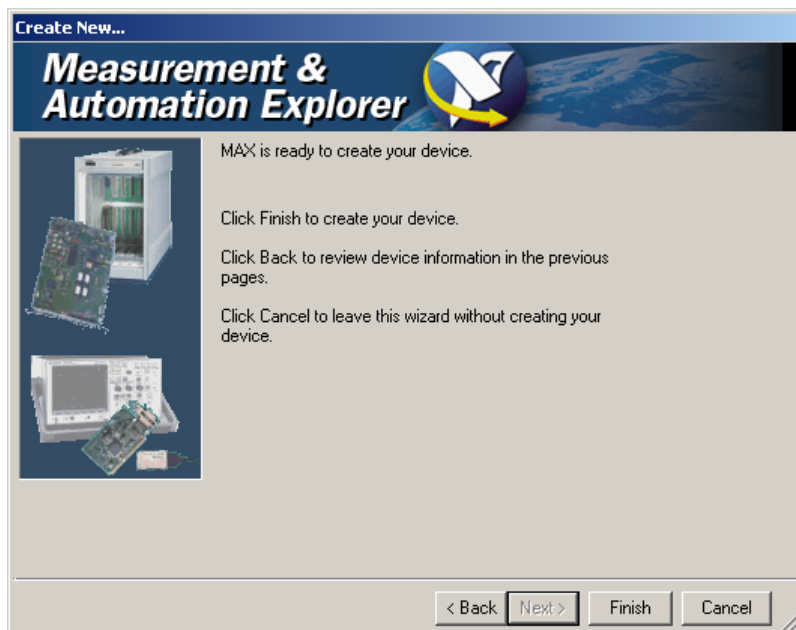 Create New...
Measurement &
Automation Explorer
MAX is ready to create your device.
Click Finish to create your device.
Click Back to review device information in the previous
pages.
Click Cancel to leave this wizard without creating your
device.
< Back Next > Finish Cancel